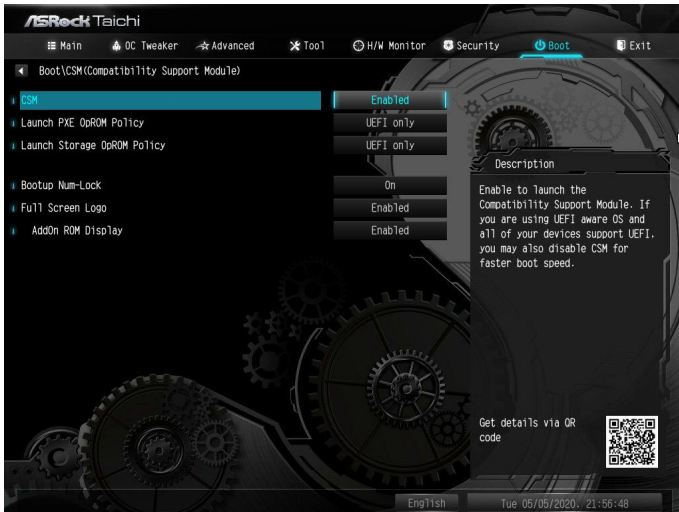 ASRock Taichi
Main OC Tweaker Advanced Tool H/W Monitor Security Boot Exit
Boot\CSM(Compatibility Support Module)
CSM Enabled
Launch PXE OpROM Policy UEFI only
Launch Storage OpROM Policy UEFI only
Bootup Num-Lock On
Full Screen Logo Enabled
AddOn ROM Display Enabled
Description
Enable to launch the
Compatibility Support Module. If
you are using UEFI aware OS and
all of your devices support UEFI.
you may also disable CSM for
faster boot speed.
Get details via QR
code
English Tue 05/05/2020. 21:56:48